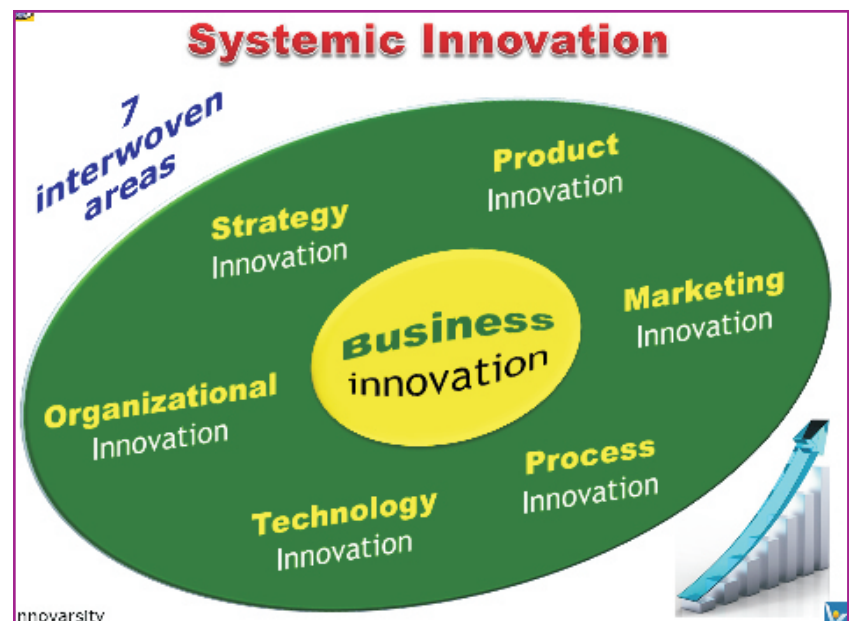 Systemic Innovation
7
interwoven
areas
Product
Innovation
Strategy
Innovation
Marketing
Innovation
Business
innovation
Organizational
Innovation
Process
Innovation
Technology
Innovation
nnovarsity